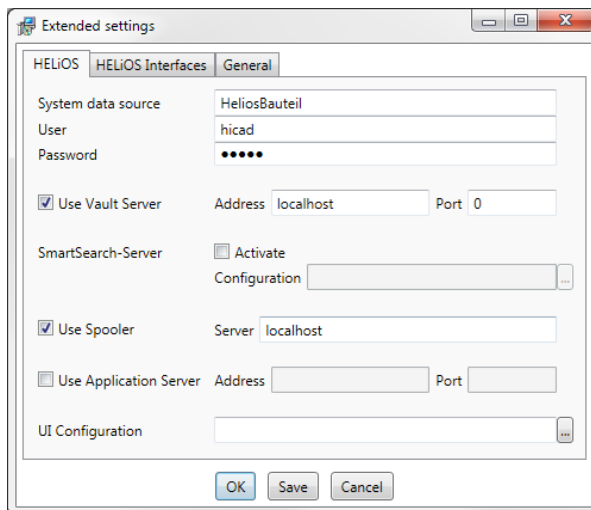 Extended settings
HELiOS HELiOS Interfaces General
System data source HeliosBauteil
User hicad
Password •••••
Use Vault Server Address localhost Port 0
SmartSearch-Server Activate
Configuration ...
Use Spooler Server localhost
Use Application Server Address Port
UI Configuration ...
OK Save Cancel